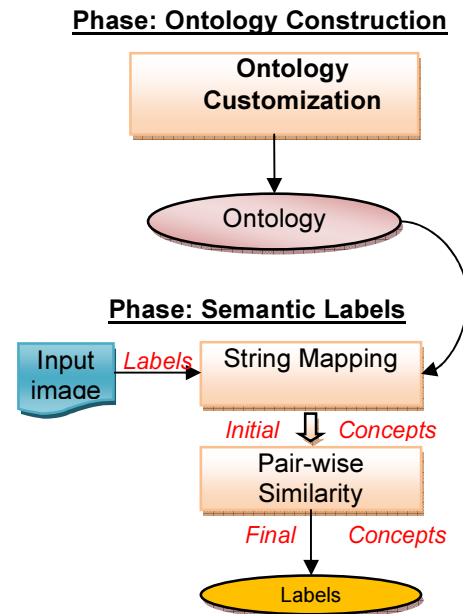 Phase: Ontology Construction
Ontology
Customization
Ontology
Phase: Semantic Labels
Input
image
Labels
String Mapping
Initial Concepts
Pair-wise
Similarity
Final Concepts
Labels